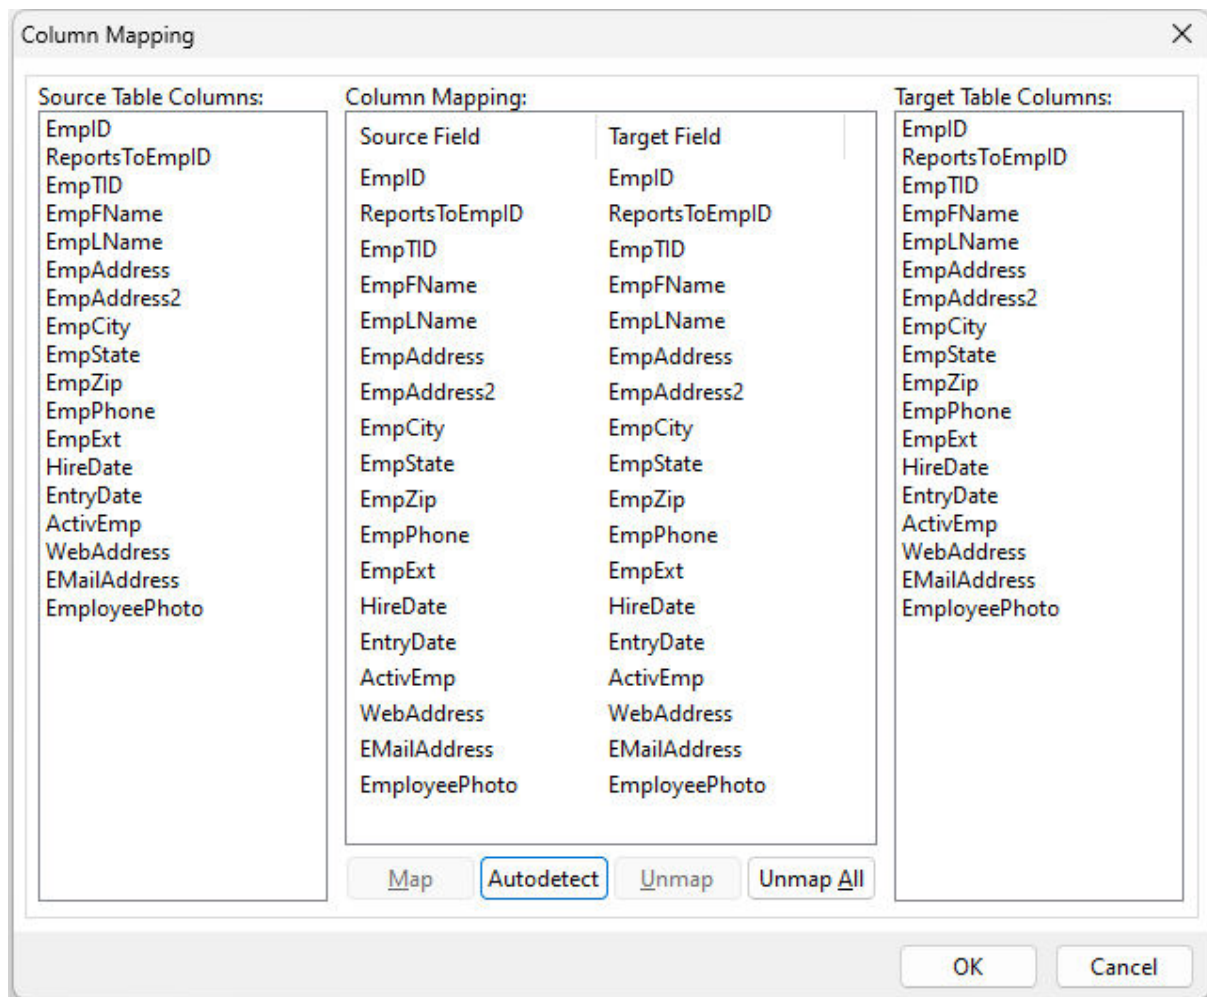 Column Mapping
Source Table Columns:
EmpID
ReportsToEmpID
EmpTID
EmpFName
EmpLName
EmpAddress
EmpAddress2
EmpCity
EmpState
EmpZip
EmpPhone
EmpExt
HireDate
EntryDate
ActivEmp
WebAddress
EMailAddress
EmployeePhoto
Column Mapping:
Source Field Target Field
EmpID EmpID
ReportsToEmpID ReportsToEmpID
EmpTID EmpTID
EmpFName EmpFName
EmpLName EmpLName
EmpAddress EmpAddress
EmpAddress2 EmpAddress2
EmpCity EmpCity
EmpState EmpState
EmpZip EmpZip
EmpPhone EmpPhone
EmpExt EmpExt
HireDate HireDate
EntryDate EntryDate
ActivEmp ActivEmp
WebAddress WebAddress
EMailAddress EMailAddress
EmployeePhoto EmployeePhoto
Map Autodetect Unmap Unmap All
Target Table Columns:
EmpID
ReportsToEmpID
EmpTID
EmpFName
EmpLName
EmpAddress
EmpAddress2
EmpCity
EmpState
EmpZip
EmpPhone
EmpExt
HireDate
EntryDate
ActivEmp
WebAddress
EMailAddress
EmployeePhoto
OK Cancel